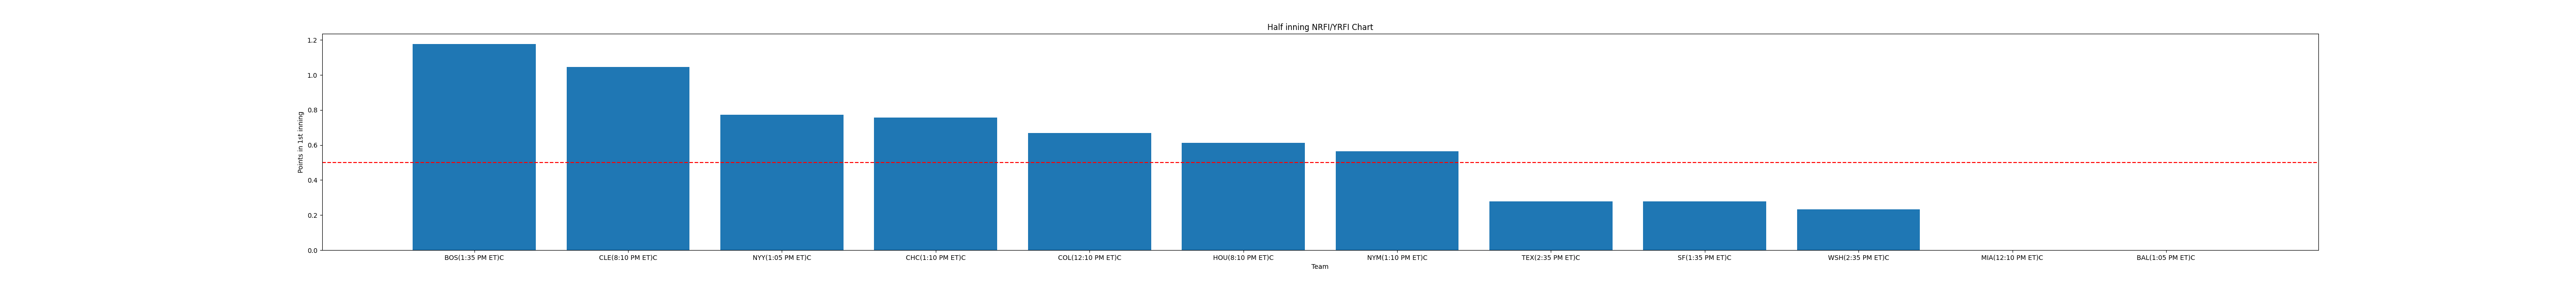 Half inning NRFI/YRFI Chart
1.2
1.0
0.8
0.6
0.4
0.2
0.0
Points in 1st inning
BOS(1:35 PM ET)C CLE(8:10 PM ET)C NYY(1:05 PM ET)C CHC(1:10 PM ET)C COL(12:10 PM ET)C HOU(8:10 PM ET)C NYM(1:10 PM ET)C TEX(2:35 PM ET)C SF(1:35 PM ET)C WSH(2:35 PM ET)C MIA(12:10 PM ET)C BAL(1:05 PM ET)C
Team